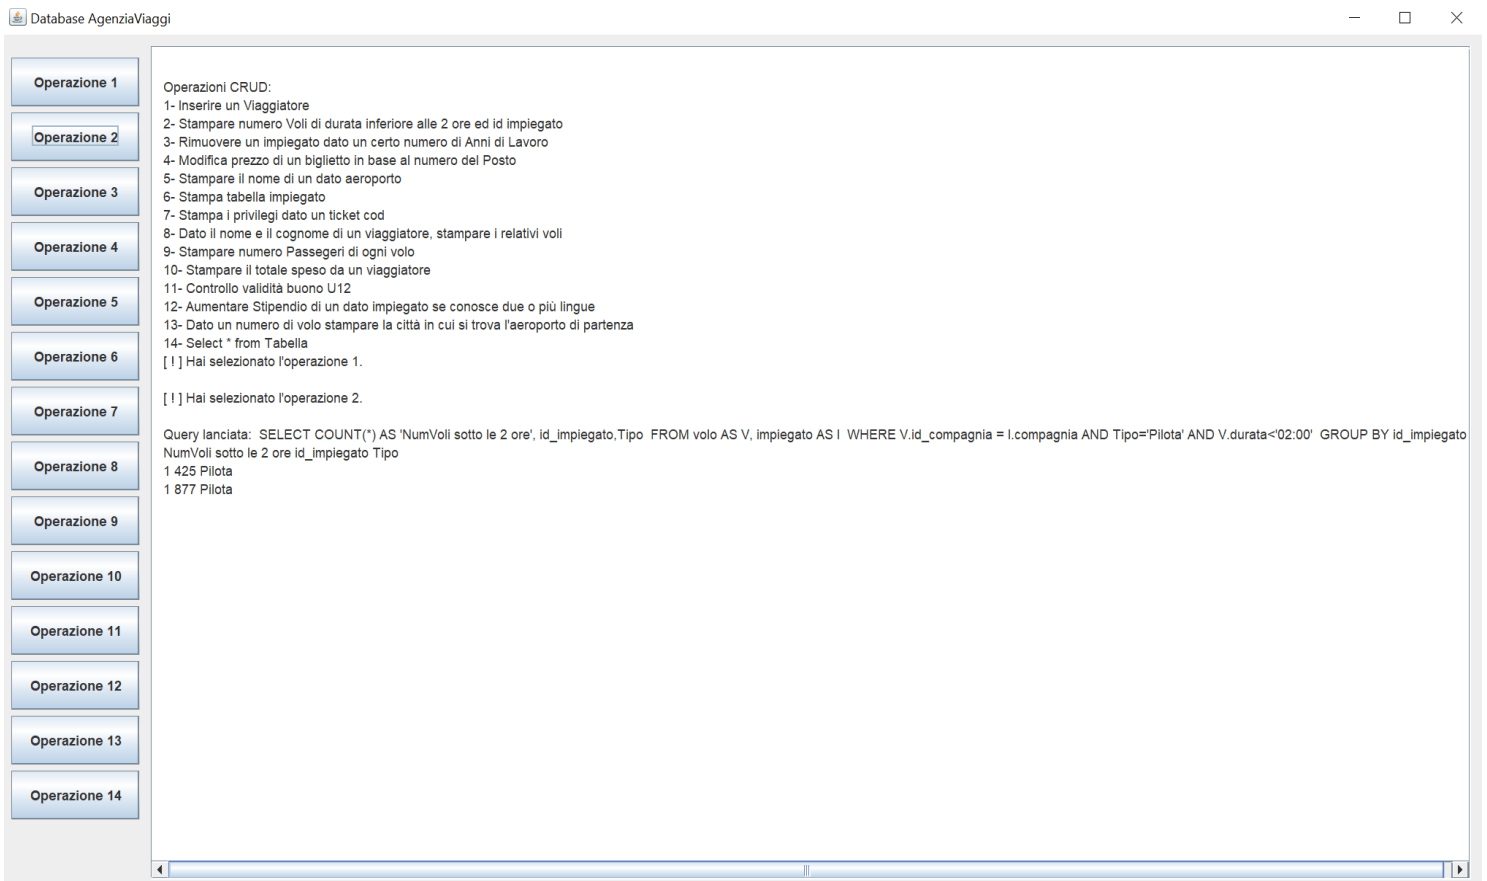 Database AgenziaViaggi
Operazione 1
Operazione 2
Operazione 3
Operazione 4
Operazione 5
Operazione 6
Operazione 7
Operazione 8
Operazione 9
Operazione 10
Operazione 11
Operazione 12
Operazione 13
Operazione 14
Operazioni CRUD:
1- Inserire un Viaggiatore
2- Stampare numero Voli di durata inferiore alle 2 ore ed id impiegato
3- Rimuovere un impiegato dato un certo numero di Anni di Lavoro
4- Modifica prezzo di un biglietto in base al numero del Posto
5- Stampare il nome di un dato aeroporto
6- Stampa tabella impiegato
7- Stampa i privilegi dato un ticket cod
8- Dato il nome e il cognome di un viaggiatore, stampare i relativi voli
9- Stampare numero Passegeri di ogni volo
10- Stampare il totale speso da un viaggiatore
11- Controllo validità buono U12
12- Aumentare Stipendio di un dato impiegato se conosce due o più lingue
13- Dato un numero di volo stampare la città in cui si trova l'aeroporto di partenza
14- Select * from Tabella
[ ! ] Hai selezionato l'operazione 1.
[ ! ] Hai selezionato l'operazione 2.
Query lanciata:  SELECT COUNT(*) AS 'NumVoli sotto le 2 ore', id_impiegato,Tipo  FROM volo AS V, impiegato AS I  WHERE V.id_compagnia = I.compagnia AND Tipo='Pilota' AND V.durata<'02:00'  GROUP BY id_impiegato
NumVoli sotto le 2 ore id_impiegato Tipo
1 425 Pilota
1 877 Pilota